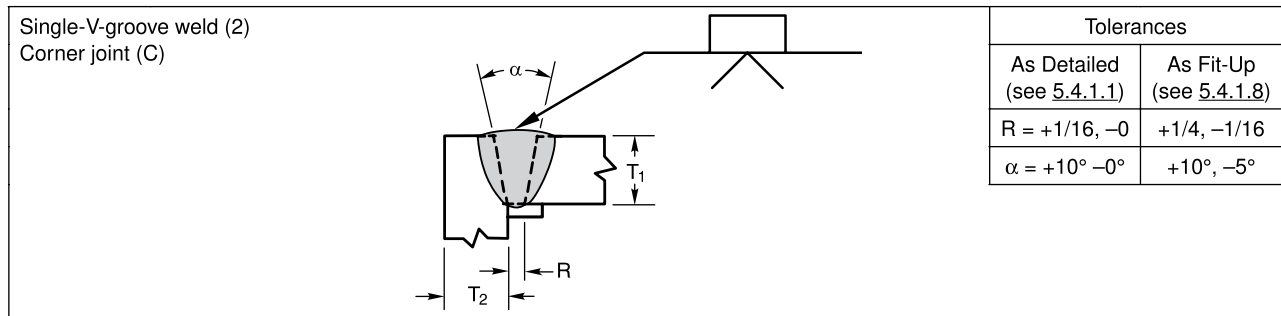 Single-V-groove weld (2)
Corner joint (C)
α
T1
R
T2
Tolerances
As Detailed
(see 5.4.1.1)
As Fit-Up
(see 5.4.1.8)
R = +1/16, –0
+1/4, –1/16
α = +10° –0°
+10°, –5°